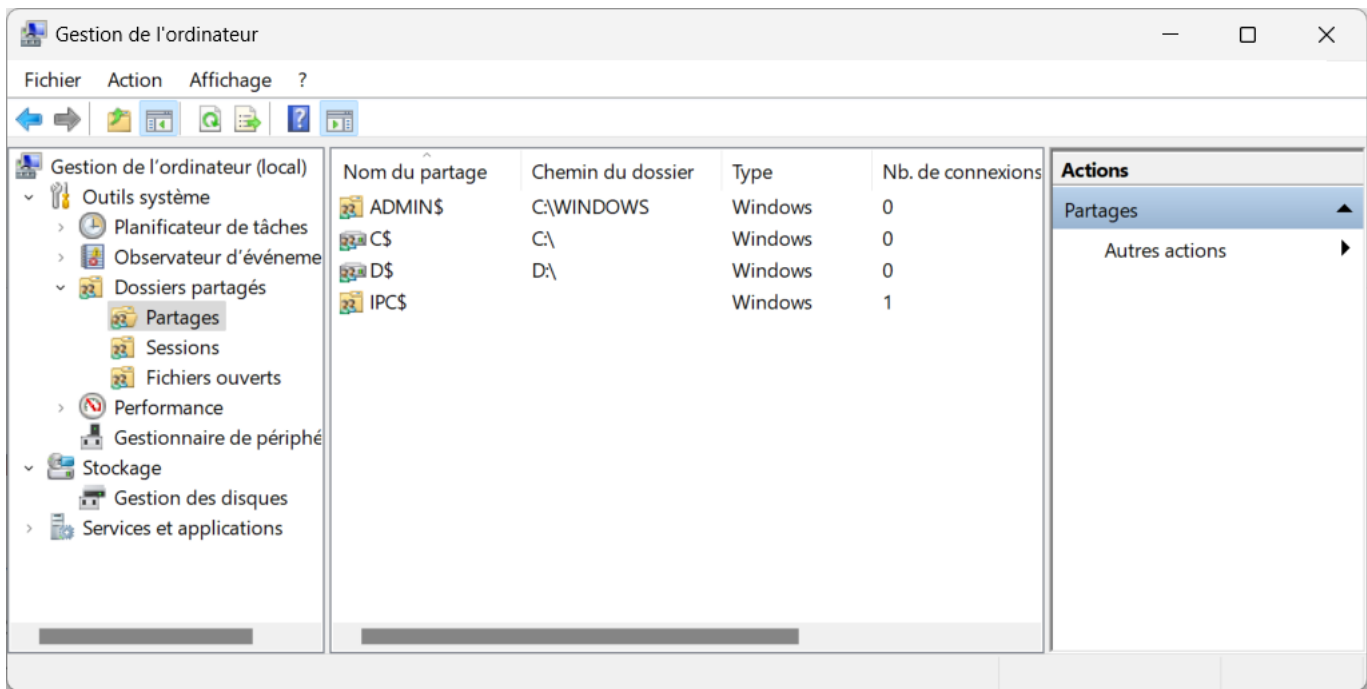 Gestion de l'ordinateur
Fichier Action Affichage ?
Gestion de l'ordinateur (local)
Outils système
Planificateur de tâches
Observateur d'événeme
Dossiers partagés
Partages
Sessions
Fichiers ouverts
Performance
Gestionnaire de périphé
Stockage
Gestion des disques
Services et applications
Nom du partage Chemin du dossier Type Nb. de connexions
ADMIN$ C:\WINDOWS Windows 0
C$ C:\ Windows 0
D$ D:\ Windows 0
IPC$ Windows 1
Actions
Partages
Autres actions